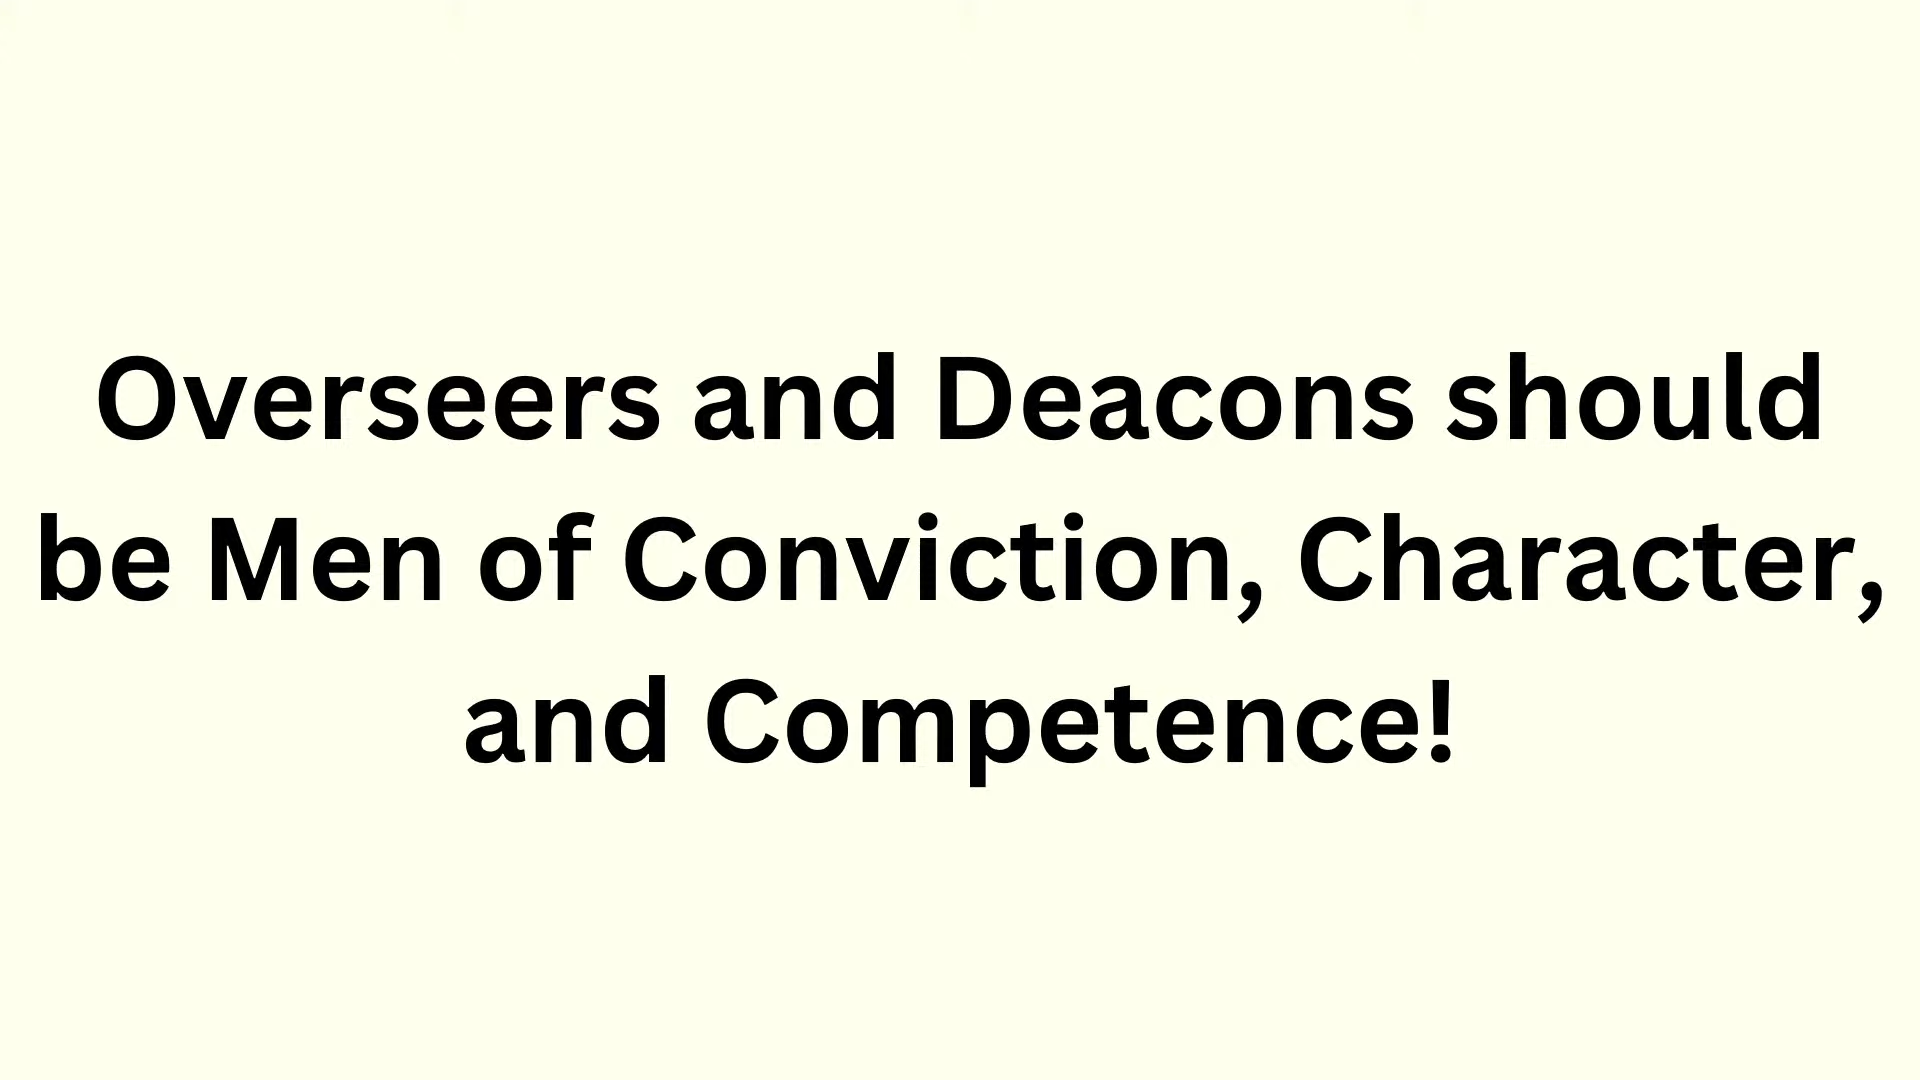 Overseers and Deacons should
be Men of Conviction, Character,
and Competence!